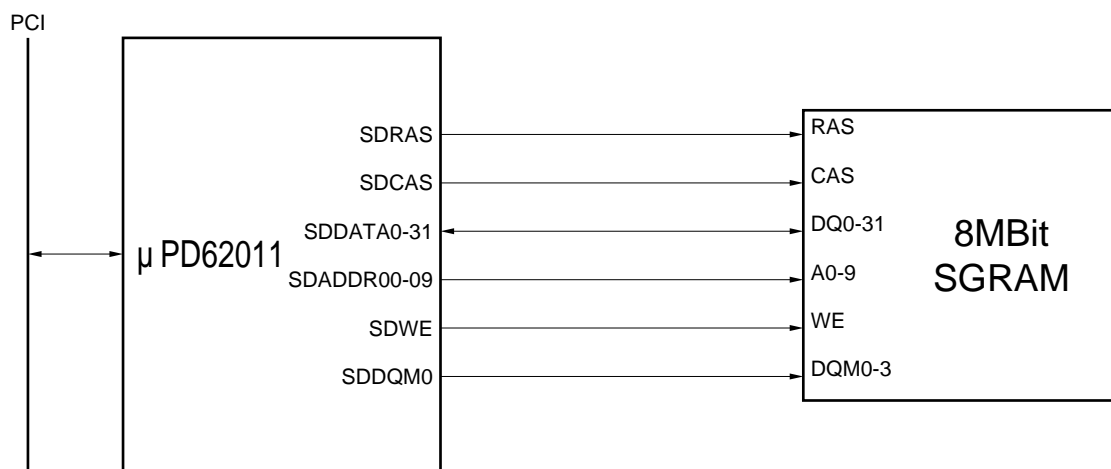 PCI
µ PD62011
SDRAS
SDCAS
SDDATA0-31
SDADDR00-09
SDWE
SDDQM0
RAS
CAS
DQ0-31
A0-9
WE
DQM0-3
8MBit
SGRAM